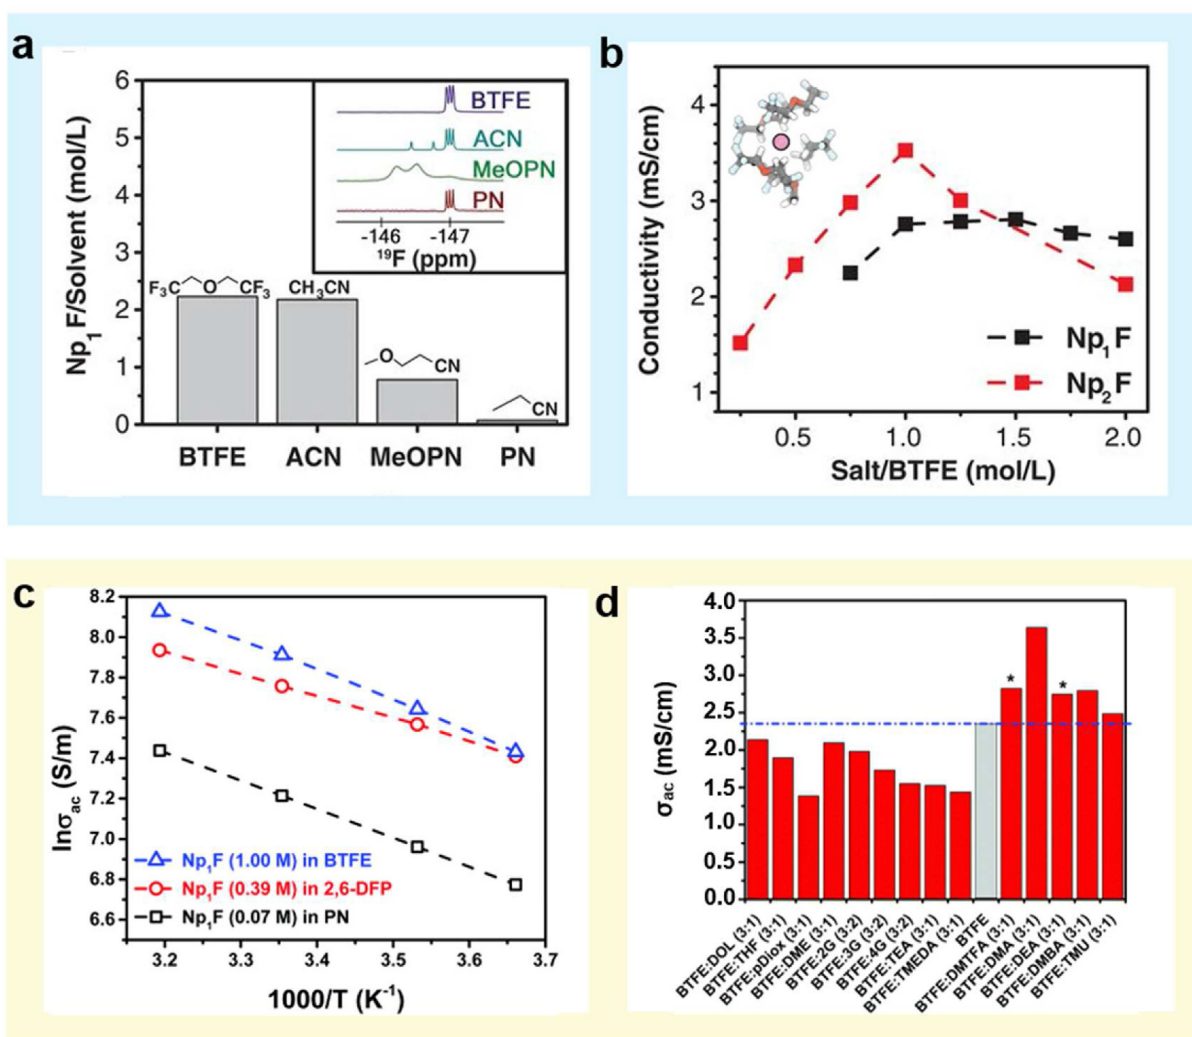 a
Np1 F/Solvent (mol/L)
6
5
4
3
2
1
0
BTFE
ACN
MeOPN
PN
-146 -147
19F (ppm)
F3C O CF3
CH3CN
O CN
CN
BTFE ACN MeOPN PN
b
Conductivity (mS/cm)
4
3
2
1
Np1F
Np2F
0.5 1.0 1.5 2.0
Salt/BTFE (mol/L)
c
lnσac (S/m)
8.2
8.0
7.8
7.6
7.4
7.2
7.0
6.8
6.6
Np1F (1.00 M) in BTFE
Np1F (0.39 M) in 2,6-DFP
Np1F (0.07 M) in PN
3.2 3.3 3.4 3.5 3.6 3.7
1000/T (K-1)
d
σac (mS/cm)
4.0
3.5
3.0
2.5
2.0
1.5
1.0
0.5
0.0
* *
BTFE:DOL (3:1)
BTFE:THF (3:1)
BTFE:pDiox (3:1)
BTFE:DME (3:1)
BTFE:2G (3:2)
BTFE:3G (3:2)
BTFE:4G (3:2)
BTFE:TEA (3:1)
BTFE:TMEDA (3:1)
BTFE
BTFE:DMTFA (3:1)
BTFE:DMA (3:1)
BTFE:DEA (3:1)
BTFE:DMBA (3:1)
BTFE:TMU (3:1)